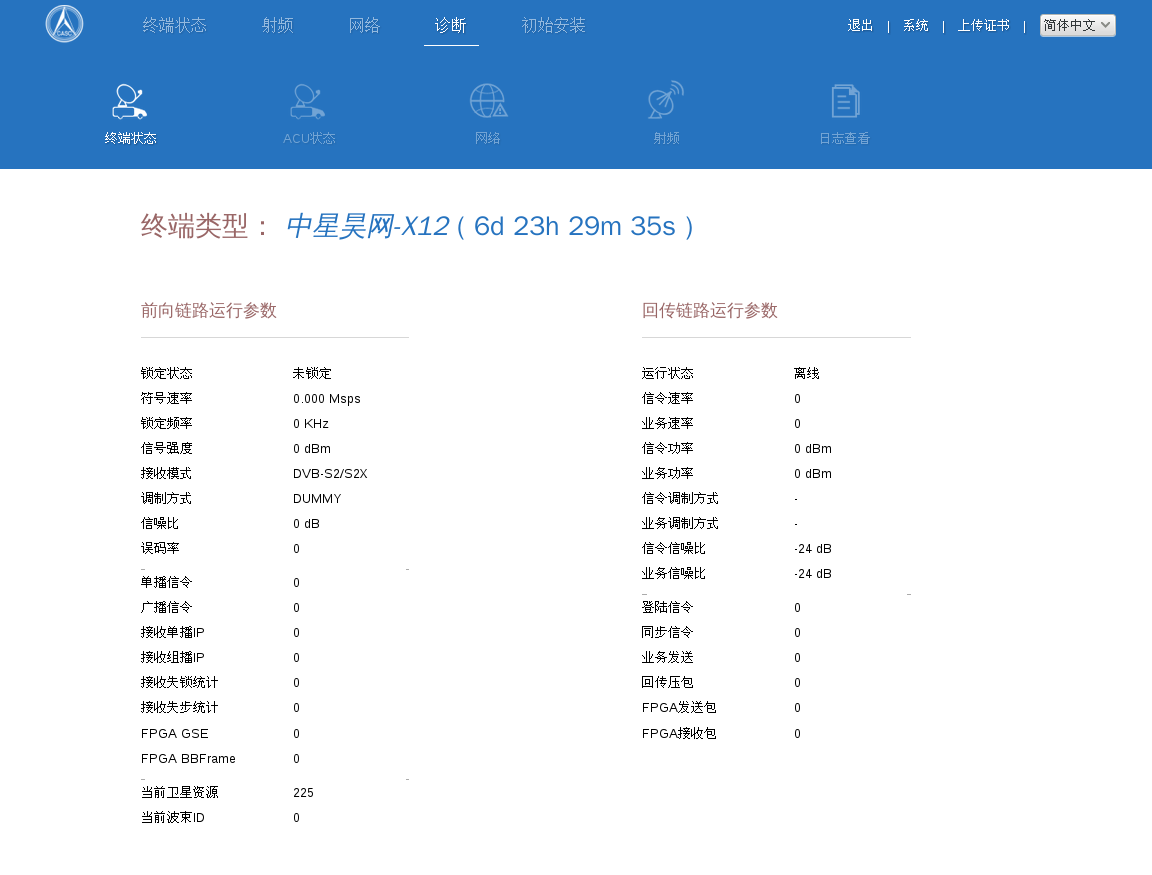 CASC 终端状态 射频 网络 诊断 初始安装 退出 | 系统 | 上传证书 | 简体中文
终端状态 ACU状态 网络 射频 日志查看
终端类型： 中星昊网-X12 ( 6d 23h 29m 35s )
前向链路运行参数 回传链路运行参数
锁定状态 未锁定 运行状态 离线
符号速率 0.000 Msps 信令速率 0
锁定频率 0 KHz 业务速率 0
信号强度 0 dBm 信令功率 0 dBm
接收模式 DVB-S2/S2X 业务功率 0 dBm
调制方式 DUMMY 信令调制方式 -
信噪比 0 dB 业务调制方式 -
误码率 0 信令信噪比 -24 dB
业务信噪比 -24 dB
单播信令 0
广播信令 0 登陆信令 0
接收单播IP 0 同步信令 0
接收组播IP 0 业务发送 0
接收失锁统计 0 回传压包 0
接收失步统计 0 FPGA发送包 0
FPGA GSE 0 FPGA接收包 0
FPGA BBFrame 0
当前卫星资源 225
当前波束ID 0